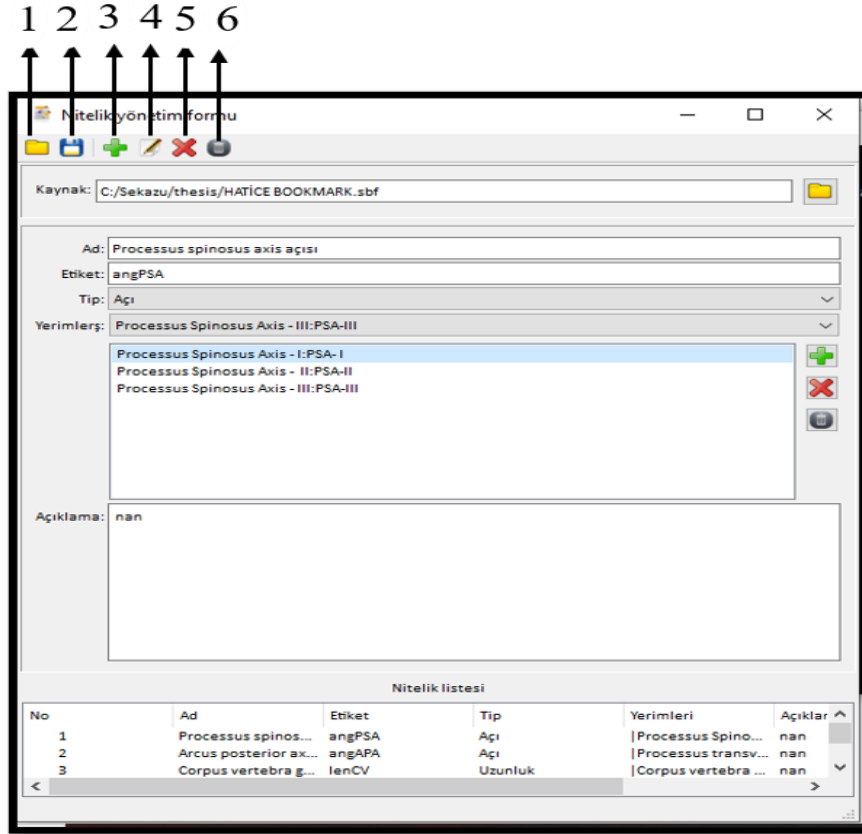 1 2 3 4 5 6
Nitelik yönetim formu
Kaynak: C:/Sekazu/thesis/HATİCE BOOKMARK.sbf
Ad: Processus spinosus axis açısı
Etiket: angPSA
Tip: Açı
Yerimlerş: Processus Spinosus Axis - III:PSA-III
Processus Spinosus Axis - I:PSA- I
Processus Spinosus Axis - II:PSA-II
Processus Spinosus Axis - III:PSA-III
Açıklama: nan
Nitelik listesi
No Ad Etiket Tip Yerimleri Açıklar
1 Processus spinos... angPSA Açı |Processus Spino... nan
2 Arcus posterior ax... angAPA Açı |Processus transv... nan
3 Corpus vertebra g... lenCV Uzunluk |Corpus vertebra ... nan